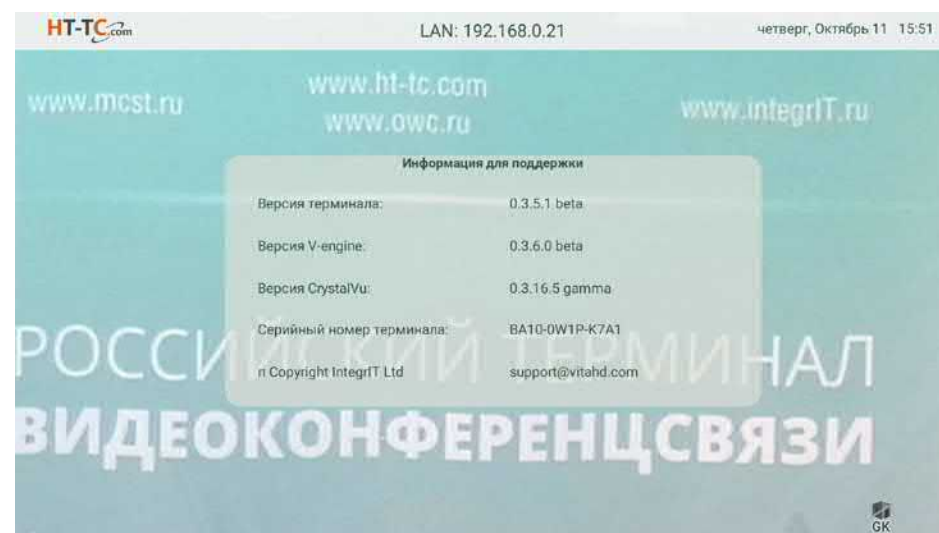 HT-TC.com LAN: 192.168.0.21 четверг, Октябрь 11 15:51
www.mcst.ru www.ht-tc.com www.integrIT.ru
www.owc.ru
Информация для поддержки
Версия терминала: 0.3.5.1 beta
Версия V-engine: 0.3.6.0 beta
Версия CrystalVu: 0.3.16.5 gamma
Серийный номер терминала: BA10-0W1P-K7A1
п Copyright IntegrIT Ltd support@vitahd.com
РОССИЙСКИЙ ТЕРМИНАЛ
ВИДЕОКОНФЕРЕНЦСВЯЗИ
GK